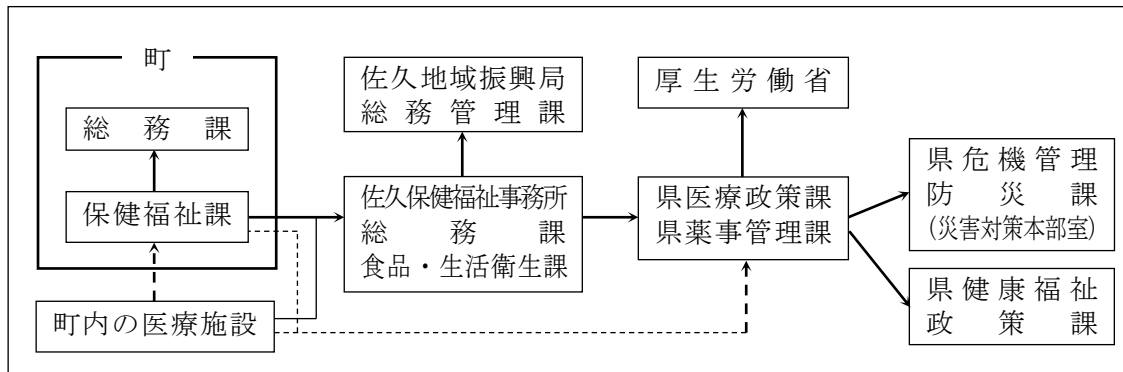 町
総務課
保健福祉課
町内の医療施設
佐久地域振興局
総務管理課
佐久保健福祉事務所
総務課
食品・生活衛生課
厚生労働省
県医療政策課
県薬事管理課
県危機管理
防災課
(災害対策本部室)
県健康福祉
政策課